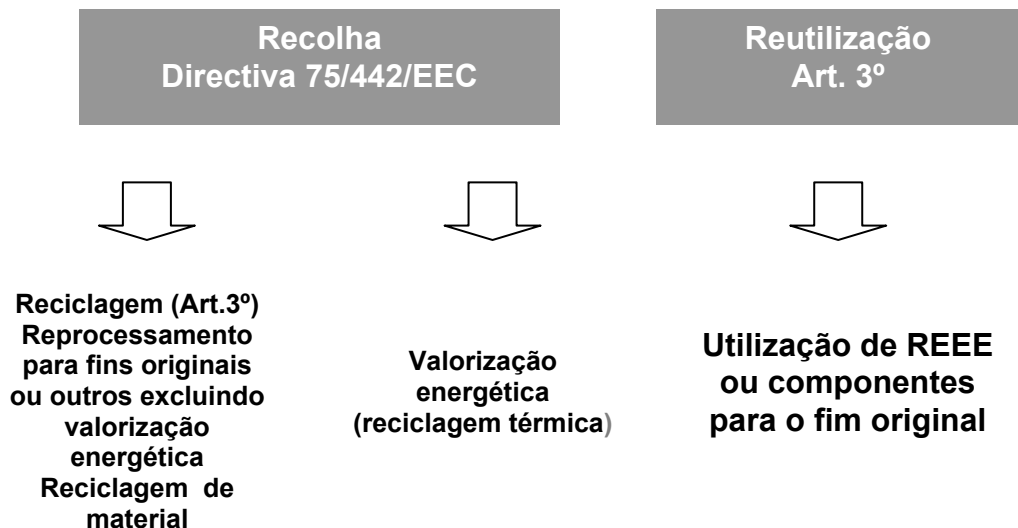 Recolha
Directiva 75/442/EEC
Reutilização
Art. 3º
Reciclagem (Art.3º)
Reprocessamento
para fins originais
ou outros excluindo
valorização
energética
Reciclagem de
material
Valorização
energética
(reciclagem térmica)
Utilização de REEE
ou componentes
para o fim original